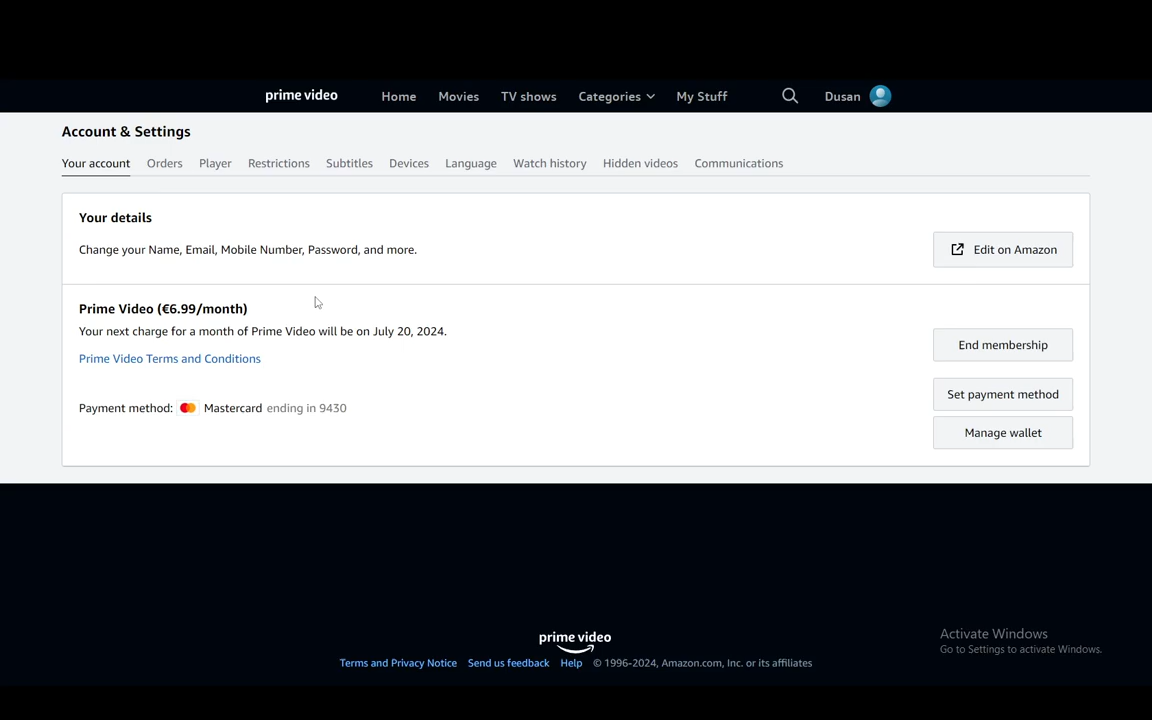 prime video Home Movies TV shows Categories My Stuff Dusan
Account & Settings
Your account Orders Player Restrictions Subtitles Devices Language Watch history Hidden videos Communications
Your details
Change your Name, Email, Mobile Number, Password, and more.
Edit on Amazon
Prime Video (€6.99/month)
Your next charge for a month of Prime Video will be on July 20, 2024.
End membership
Prime Video Terms and Conditions
Set payment method
Payment method: Mastercard ending in 9430
Manage wallet
prime video
Activate Windows
Go to Settings to activate Windows.
Terms and Privacy Notice Send us feedback Help © 1996-2024, Amazon.com, Inc. or its affiliates